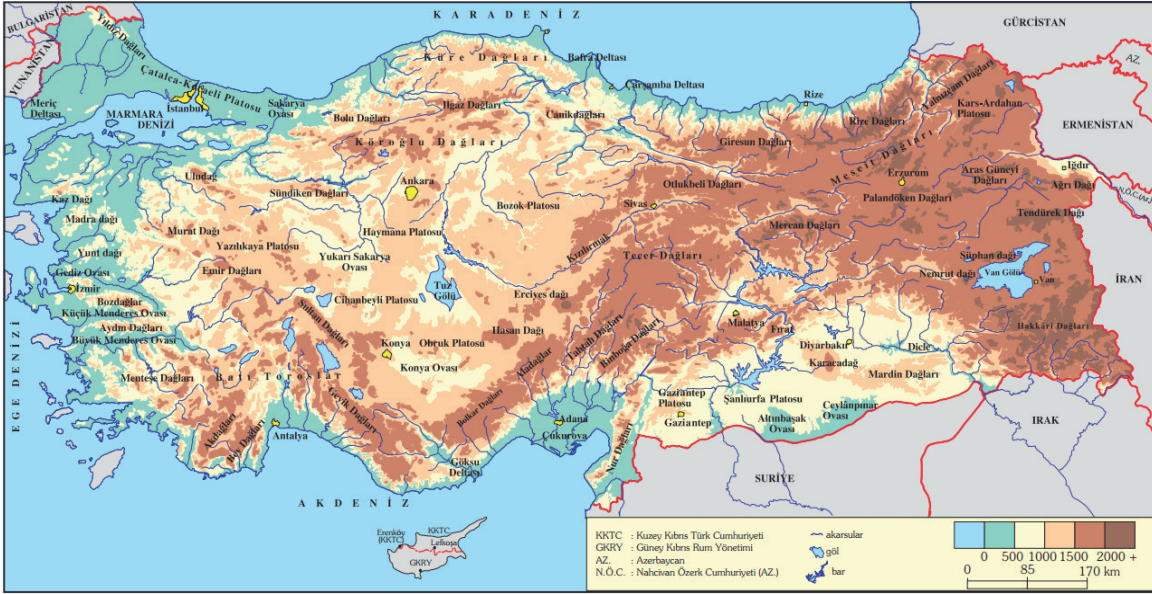 KARADENİZ
BULGARİSTAN
GÜRCİSTAN
YUNANİSTAN
Yıldız Dağları
Küre Dağları
Bafra Deltası
AZ.
Çatalca-Kocaeli Platosu
Çarşamba Deltası
Yalnızçam Dağları
Kars-Ardahan
Platosu
Meriç
Deltası
İstanbul
Sakarya
Ovası
Ilgaz Dağları
Rize
MARMARA
DENİZİ
Bolu Dağları
Canikdağları
Rize Dağları
ERMENİSTAN
Köroğlu Dağları
Giresun Dağları
Mescit Dağları
Iğdır
Uludağ
Ankara
Otlukbeli Dağları
Erzurum
Aras Güneyi
Dağları
Ağrı Dağı
N.Ö.C.(AZ.)
Kaz Dağı
Sündiken Dağları
Bozok Platosu
Sivas
Palandöken Dağları
Tendürek Dağı
Madra dağı
Murat Dağı
Haymana Platosu
Kızılırmak
Mercan Dağları
Yunt dağı
Yazılıkaya Platosu
Yukarı Sakarya
Ovası
Tecer Dağları
Süphan dağı
Gediz Ovası
Emir Dağları
Nemrut dağı
Van Gölü
Van
İRAN
İzmir
Tuz
Gölü
Erciyes dağı
Bozdağlar
Cihanbeyli Platosu
Küçük Menderes Ovası
Sultan Dağları
Malatya
Fırat
Hakkâri Dağları
Aydın Dağları
Hasan Dağı
Tahtalı Dağları
Binboğa Dağları
Büyük Menderes Ovası
Konya
Obruk Platosu
Diyarbakır
Dicle
EGE DENİZİ
Konya Ovası
Aladağlar
Karacadağ
Menteşe Dağları
Batı Toroslar
Mardin Dağları
Geyik Dağları
Bolkar Dağları
Gaziantep
Platosu
Şanlıurfa Platosu
Ceylânpınar
Ovası
Akdağları
Bey Dağları
Adana
Gaziantep
Altınbaşak
Ovası
Antalya
Çukurova
Nur Dağları
IRAK
Göksu
Deltası
SURİYE
AKDENİZ
KKTC
Erenköy
(KKTC)
Lefkoşa
GKRY
KKTC : Kuzey Kıbrıs Türk Cumhuriyeti
GKRY : Güney Kıbrıs Rum Yönetimi
AZ. : Azerbaycan
N.Ö.C. : Nahcivan Özerk Cumhuriyeti (AZ.)
akarsular
göl
bar
0 500 1000 1500 2000 +
0 85 170 km